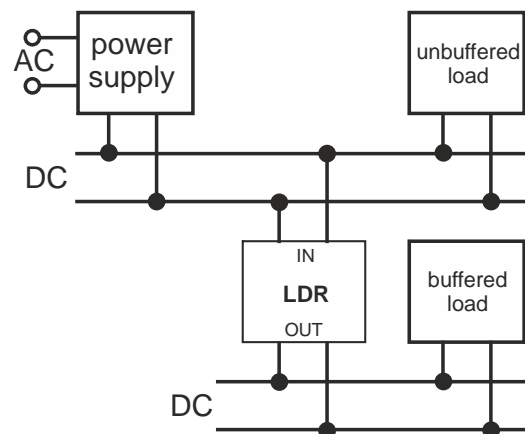 power
supply
AC
unbuffered
load
DC
IN
LDR
OUT
buffered
load
DC